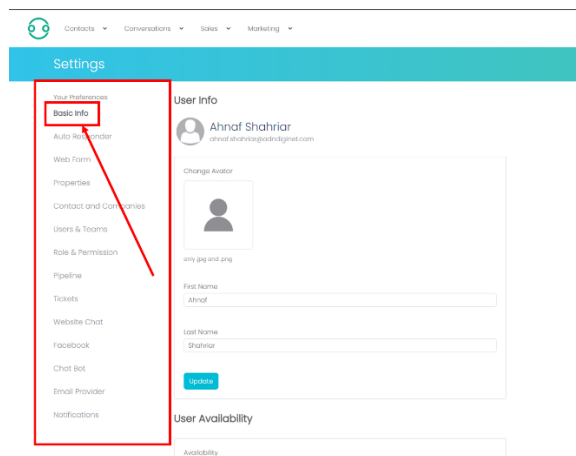 Contacts Conversations Sales Marketing
Settings
Your Preferences
Basic Info
Auto Responder
Web Form
Properties
Contact and Companies
Users & Teams
Role & Permission
Pipeline
Tickets
Website Chat
Facebook
Chat Bot
Email Provider
Notifications
User Info
Ahnaf Shahriar
ahnaf.shahriar@adndiginet.com
Change Avator
only .jpg and .png
First Name
Ahnaf
Last Name
Shahriar
Update
User Availability
Availability